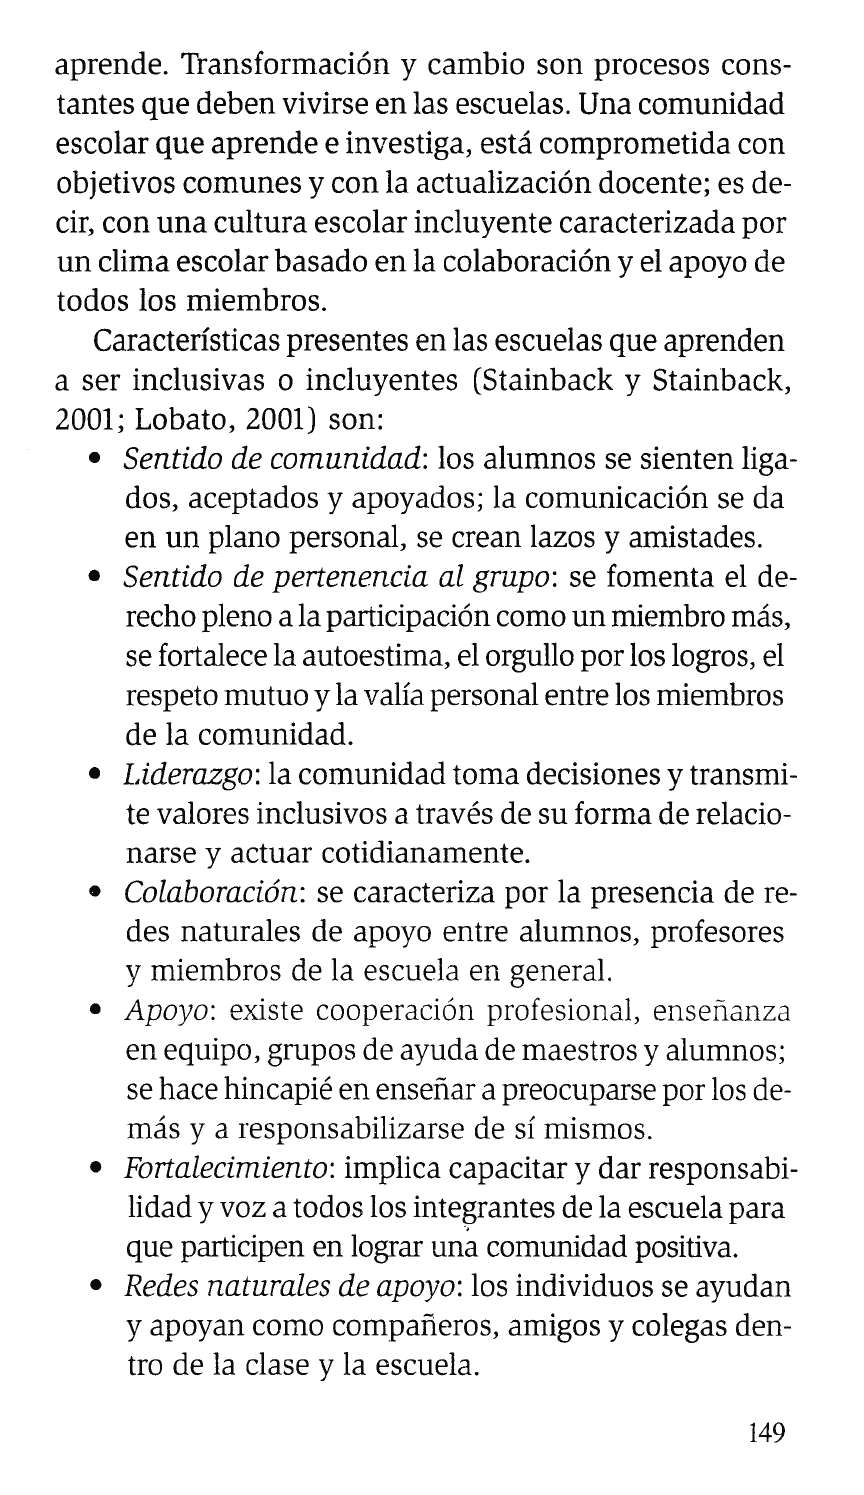 aprende. Transformación y cambio son procesos cons-
tantes que deben vivirse en las escuelas. Una comunidad
escolar que aprende e investiga, está comprometida con
objetivos comunes y con la actualización docente; es de-
cir, con una cultura escolar incluyente caracterizada por
un clima escolar basado en la colaboración y el apoyo de
todos los miembros.
Características presentes en las escuelas que aprenden
a ser inclusivas o incluyentes (Stainback y Stainback,
2001; Lobato, 2001) son:
• Sentido de comunidad: los alumnos se sienten liga-
dos, aceptados y apoyados; la comunicación se da
en un plano personal, se crean lazos y amistades.
• Sentido de pertenencia al grupo: se fomenta el de-
recho pleno a la participación como un miembro más,
se fortalece la autoestima, el orgullo por los logros, el
respeto mutuo y la valía personal entre los miembros
de la comunidad.
• Liderazgo: la comunidad toma decisiones y transmi-
te valores inclusivos a través de su forma de relacio-
narse y actuar cotidianamente.
• Colaboración: se caracteriza por la presencia de re-
des naturales de apoyo entre alumnos, profesores
y miembros de la escuela en general.
• Apoyo: existe cooperación profesional, enseñanza
en equipo, grupos de ayuda de maestros y alumnos;
se hace hincapié en enseñar a preocuparse por los de-
más y a responsabilizarse de sí mismos.
• Fortalecimiento: implica capacitar y dar responsabi-
lidad y voz a todos los integrantes de la escuela para
que participen en lograr una comunidad positiva.
• Redes naturales de apoyo: los individuos se ayudan
y apoyan como compañeros, amigos y colegas den-
tro de la clase y la escuela.
149